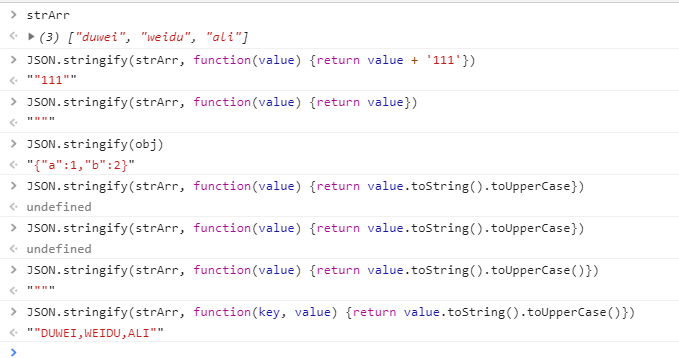 strArr
(3) ["duwei", "weidu", "ali"]
JSON.stringify(strArr, function(value) {return value + '111'})
""111""
JSON.stringify(strArr, function(value) {return value})
""""
JSON.stringify(obj)
"{"a":1,"b":2}"
JSON.stringify(strArr, function(value) {return value.toString().toUpperCase})
undefined
JSON.stringify(strArr, function(value) {return value.toString().toUpperCase})
undefined
JSON.stringify(strArr, function(value) {return value.toString().toUpperCase()})
""""
JSON.stringify(strArr, function(key, value) {return value.toString().toUpperCase()})
""DUWEI,WEIDU,ALI""